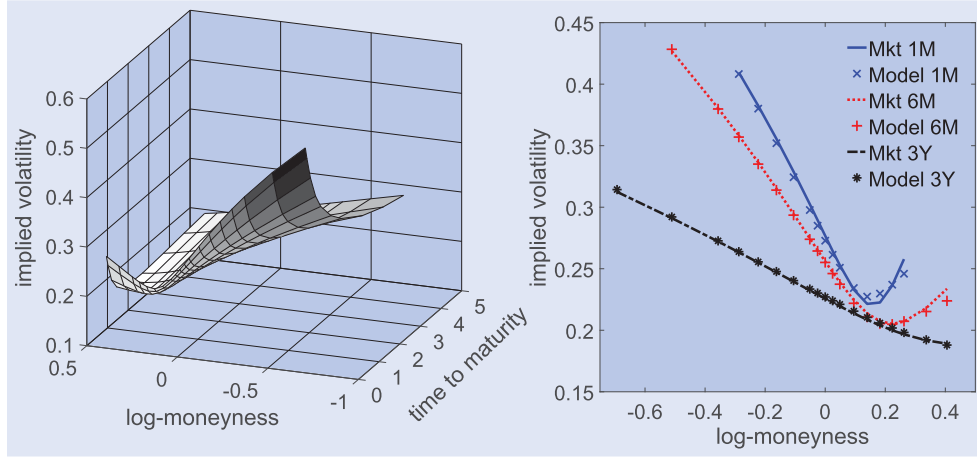 0.6
0.5
0.4
0.3
0.2
0.1
implied volatility
0.5
0
-0.5
-1
log-moneyness
0
1
2
3
4
5
time to maturity
0.45
0.4
0.35
0.3
0.25
0.2
0.15
implied volatility
Mkt 1M
Model 1M
Mkt 6M
Model 6M
Mkt 3Y
Model 3Y
-0.6
-0.4
-0.2
0
0.2
0.4
log-moneyness